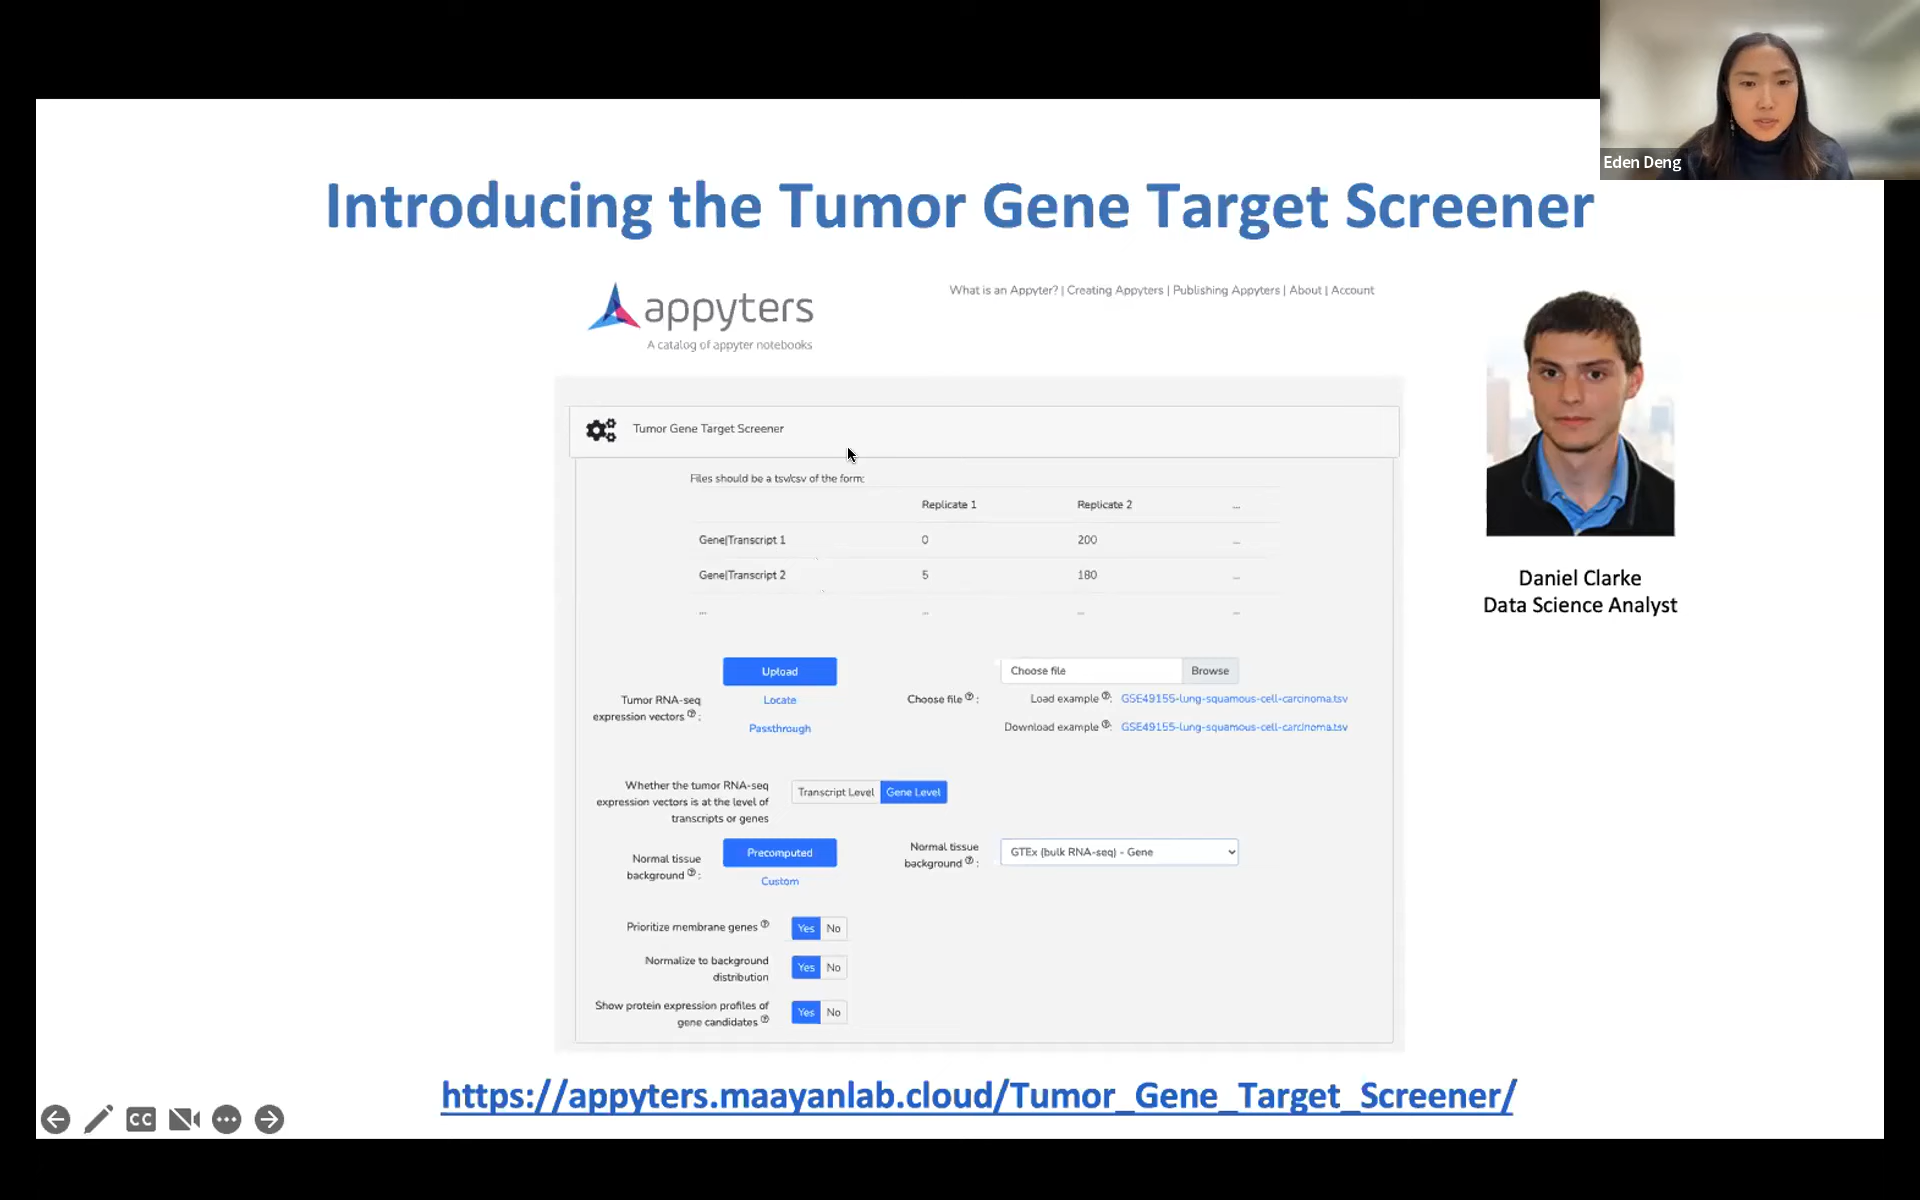 Eden Deng
Introducing the Tumor Gene Target Screener
appyters
A catalog of appyter notebooks
What is an Appyter? | Creating Appyters | Publishing Appyters | About | Account
Tumor Gene Target Screener
Files should be a tsv/csv of the form:
Replicate 1 Replicate 2 ...
Gene|Transcript 1 0 200 ...
Gene|Transcript 2 5 180 ...
... ... ... ...
Daniel Clarke
Data Science Analyst
Upload
Locate
Passthrough
Tumor RNA-seq
expression vectors ? :
Choose file ? :
Choose file Browse
Load example ? : GSE49155-lung-squamous-cell-carcinoma.tsv
Download example ? : GSE49155-lung-squamous-cell-carcinoma.tsv
Whether the tumor RNA-seq
expression vectors is at the level of
transcripts or genes
Transcript Level Gene Level
Normal tissue
background ? :
Precomputed
Custom
Normal tissue
background ? :
GTEx (bulk RNA-seq) - Gene
Prioritize membrane genes ? Yes No
Normalize to background
distribution
Yes No
Show protein expression profiles of
gene candidates ?
Yes No
https://appyters.maayanlab.cloud/Tumor_Gene_Target_Screener/
CC